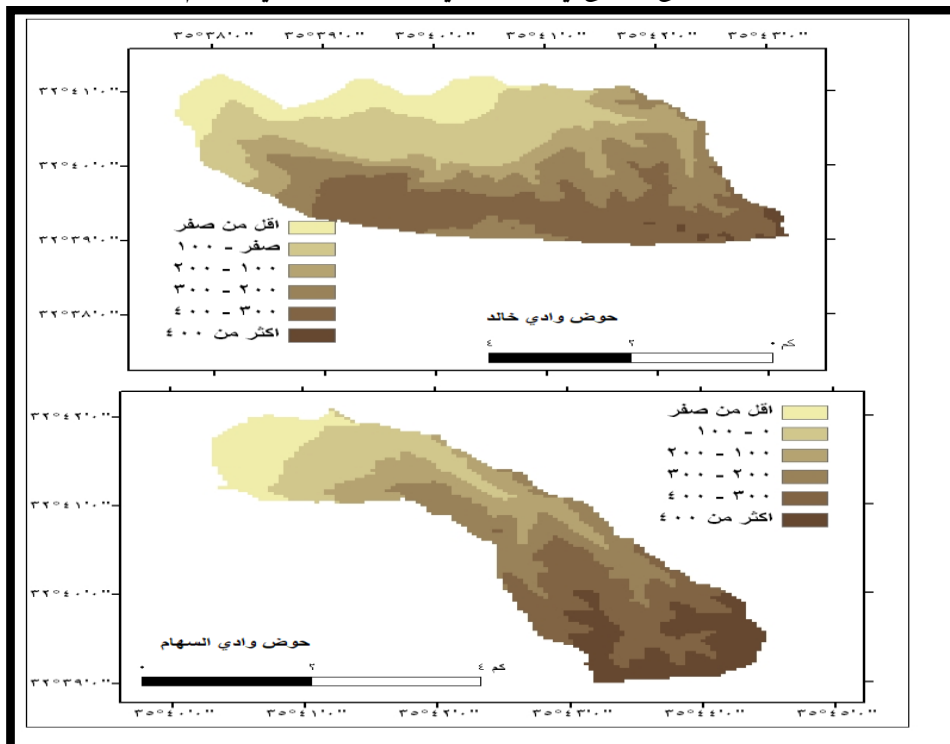 ٣٥°٣٨'٠" ٣٥°٣٩'٠" ٣٥°٤٠'٠" ٣٥°٤١'٠" ٣٥°٤٢'٠" ٣٥°٤٣'٠"
٣٢°٤١'٠"
٣٢°٤٠'٠"
٣٢°٣٩'٠"
٣٢°٣٨'٠"
اقل من صفر
صفر - ١٠٠
١٠٠ - ٢٠٠
٢٠٠ - ٣٠٠
٣٠٠ - ٤٠٠
اكثر من ٤٠٠
حوض وادي خالد
٤ ٢ ٠ كم
٣٢°٤٢'٠"
٣٢°٤١'٠"
٣٢°٤٠'٠"
٣٢°٣٩'٠"
اقل من صفر
٠ - ١٠٠
١٠٠ - ٢٠٠
٢٠٠ - ٣٠٠
٣٠٠ - ٤٠٠
اكثر من ٤٠٠
حوض وادي السهام
٠ ٢ ٤ كم
٣٥°٤٠'٠" ٣٥°٤١'٠" ٣٥°٤٢'٠" ٣٥°٤٣'٠" ٣٥°٤٤'٠" ٣٥°٤٥'٠"